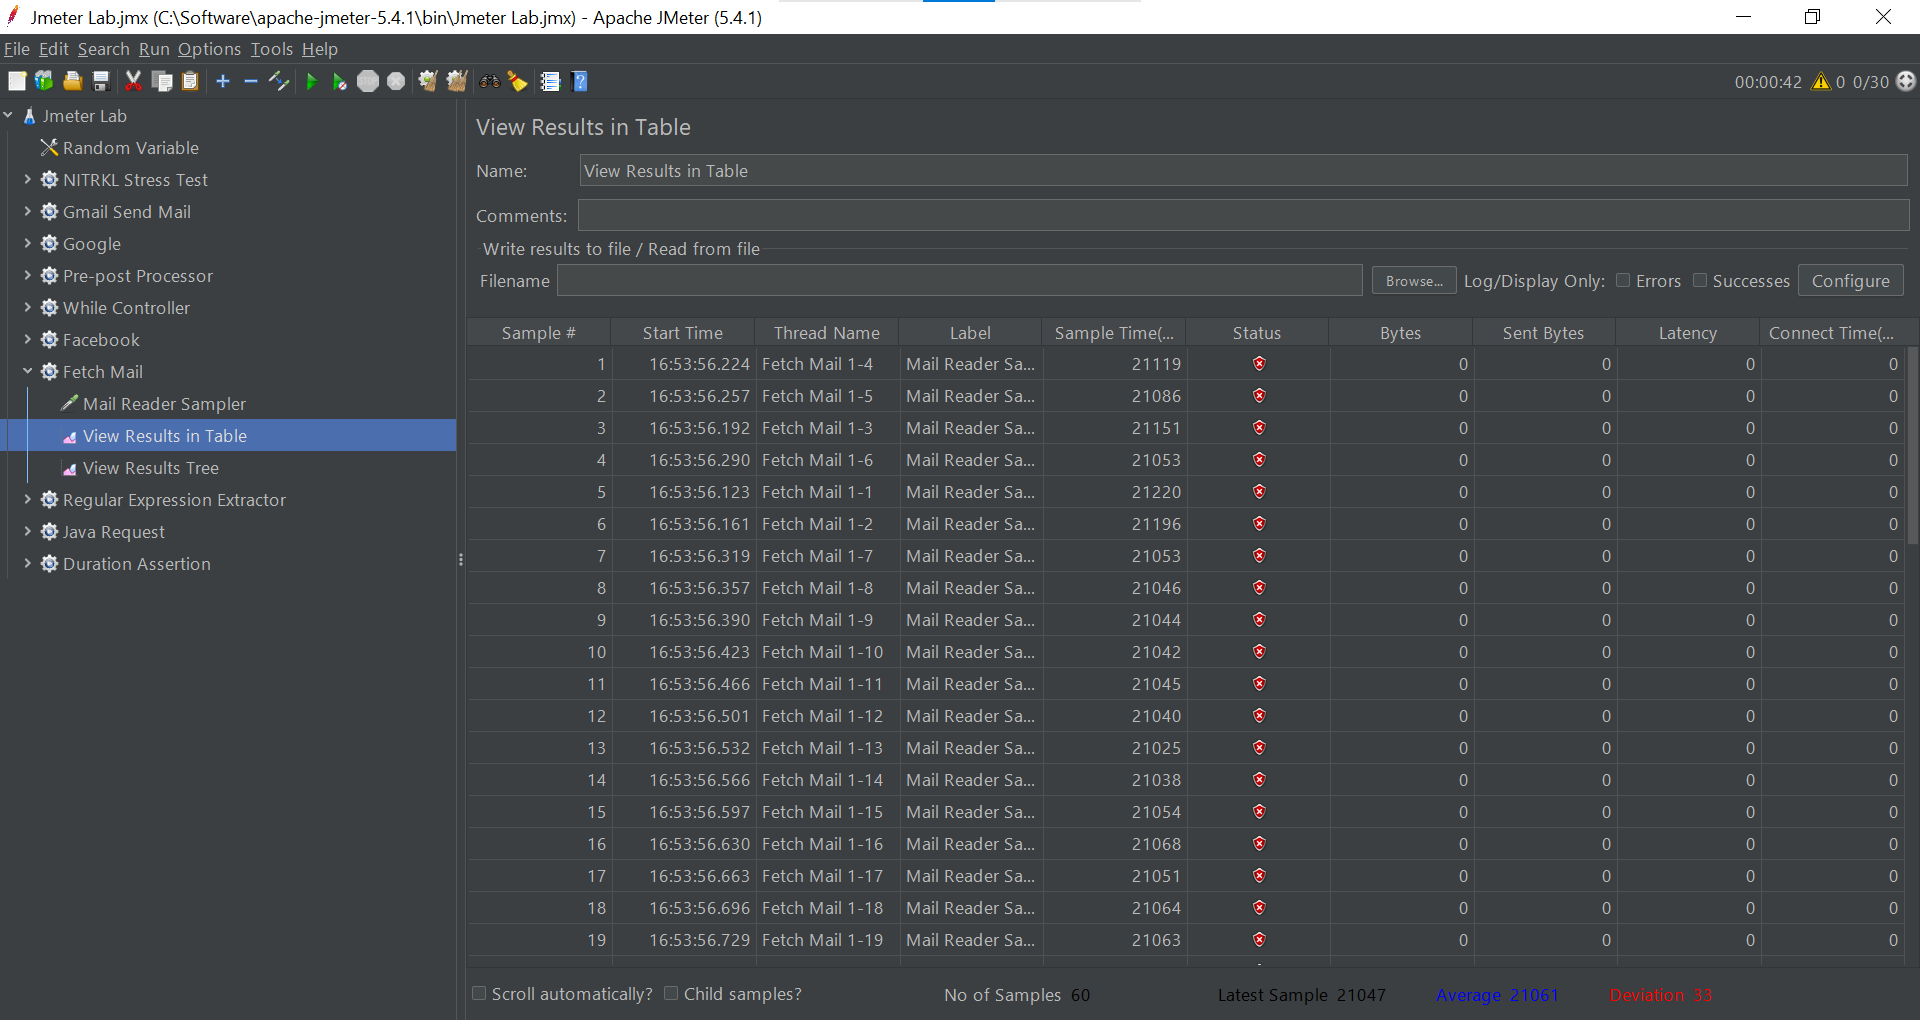 Jmeter Lab.jmx (C:\Software\apache-jmeter-5.4.1\bin\Jmeter Lab.jmx) - Apache JMeter (5.4.1)
File Edit Search Run Options Tools Help
00:00:42 0 0/30
Jmeter Lab
Random Variable
NITRKL Stress Test
Gmail Send Mail
Google
Pre-post Processor
While Controller
Facebook
Fetch Mail
Mail Reader Sampler
View Results in Table
View Results Tree
Regular Expression Extractor
Java Request
Duration Assertion
View Results in Table
Name: View Results in Table
Comments:
Write results to file / Read from file
Filename Browse... Log/Display Only: Errors Successes Configure
Sample # Start Time Thread Name Label Sample Time(... Status Bytes Sent Bytes Latency Connect Time(...
1 16:53:56.224 Fetch Mail 1-4 Mail Reader Sa... 21119 0 0 0 0
2 16:53:56.257 Fetch Mail 1-5 Mail Reader Sa... 21086 0 0 0 0
3 16:53:56.192 Fetch Mail 1-3 Mail Reader Sa... 21151 0 0 0 0
4 16:53:56.290 Fetch Mail 1-6 Mail Reader Sa... 21053 0 0 0 0
5 16:53:56.123 Fetch Mail 1-1 Mail Reader Sa... 21220 0 0 0 0
6 16:53:56.161 Fetch Mail 1-2 Mail Reader Sa... 21196 0 0 0 0
7 16:53:56.319 Fetch Mail 1-7 Mail Reader Sa... 21053 0 0 0 0
8 16:53:56.357 Fetch Mail 1-8 Mail Reader Sa... 21046 0 0 0 0
9 16:53:56.390 Fetch Mail 1-9 Mail Reader Sa... 21044 0 0 0 0
10 16:53:56.423 Fetch Mail 1-10 Mail Reader Sa... 21042 0 0 0 0
11 16:53:56.466 Fetch Mail 1-11 Mail Reader Sa... 21045 0 0 0 0
12 16:53:56.501 Fetch Mail 1-12 Mail Reader Sa... 21040 0 0 0 0
13 16:53:56.532 Fetch Mail 1-13 Mail Reader Sa... 21025 0 0 0 0
14 16:53:56.566 Fetch Mail 1-14 Mail Reader Sa... 21038 0 0 0 0
15 16:53:56.597 Fetch Mail 1-15 Mail Reader Sa... 21054 0 0 0 0
16 16:53:56.630 Fetch Mail 1-16 Mail Reader Sa... 21068 0 0 0 0
17 16:53:56.663 Fetch Mail 1-17 Mail Reader Sa... 21051 0 0 0 0
18 16:53:56.696 Fetch Mail 1-18 Mail Reader Sa... 21064 0 0 0 0
19 16:53:56.729 Fetch Mail 1-19 Mail Reader Sa... 21063 0 0 0 0
Scroll automatically? Child samples? No of Samples 60 Latest Sample 21047 Average 21061 Deviation 33